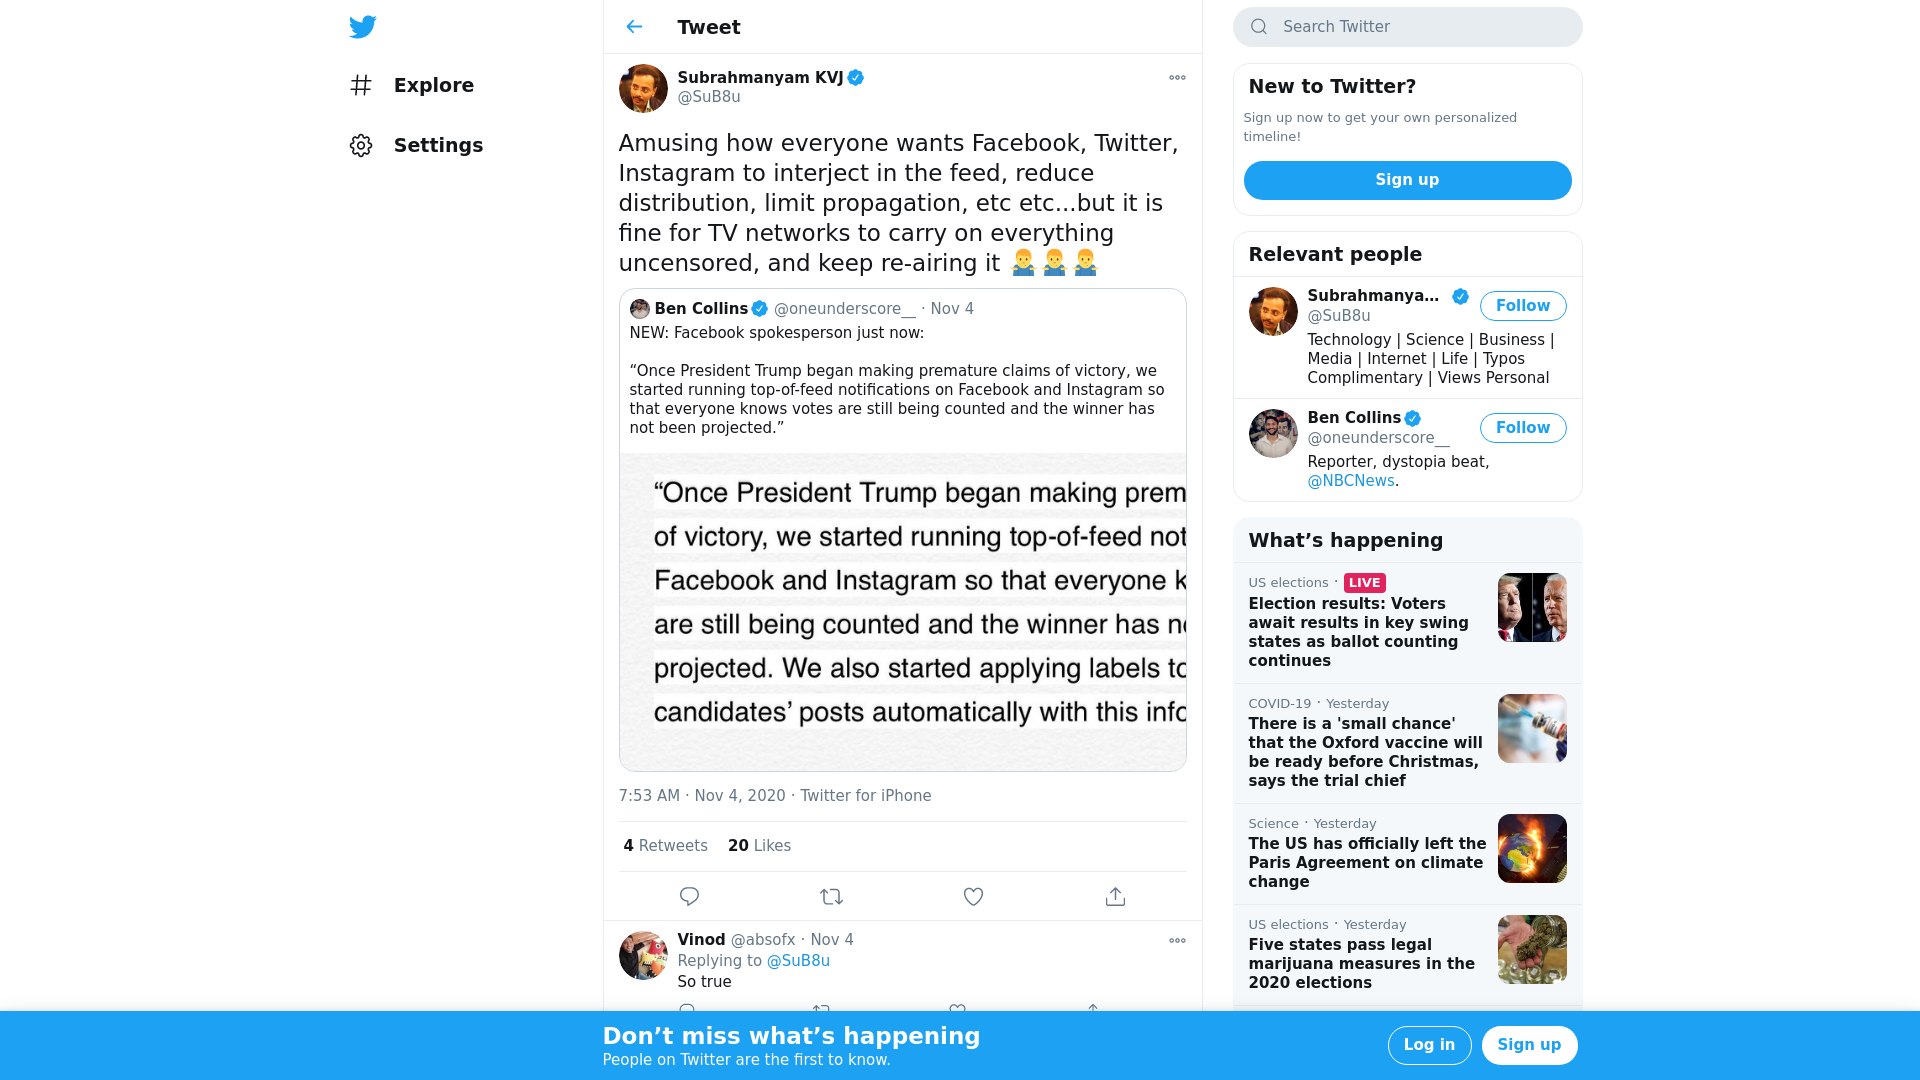 Explore
Settings
Tweet
Subrahmanyam KVJ
@SuB8u
Amusing how everyone wants Facebook, Twitter,
Instagram to interject in the feed, reduce
distribution, limit propagation, etc etc...but it is
fine for TV networks to carry on everything
uncensored, and keep re-airing it 🤷‍♂️🤷‍♂️🤷‍♂️
Ben Collins @oneunderscore__ · Nov 4
NEW: Facebook spokesperson just now:
“Once President Trump began making premature claims of victory, we
started running top-of-feed notifications on Facebook and Instagram so
that everyone knows votes are still being counted and the winner has
not been projected.”
“Once President Trump began making prem
of victory, we started running top-of-feed not
Facebook and Instagram so that everyone k
are still being counted and the winner has n
projected. We also started applying labels to
candidates’ posts automatically with this info
7:53 AM · Nov 4, 2020 · Twitter for iPhone
4 Retweets 20 Likes
Vinod @absofx · Nov 4
Replying to @SuB8u
So true
Search Twitter
New to Twitter?
Sign up now to get your own personalized
timeline!
Sign up
Relevant people
Subrahmanya...
Follow
@SuB8u
Technology | Science | Business |
Media | Internet | Life | Typos
Complimentary | Views Personal
Ben Collins
Follow
@oneunderscore__
Reporter, dystopia beat,
@NBCNews.
What’s happening
US elections · LIVE
Election results: Voters
await results in key swing
states as ballot counting
continues
COVID-19 · Yesterday
There is a 'small chance'
that the Oxford vaccine will
be ready before Christmas,
says the trial chief
Science · Yesterday
The US has officially left the
Paris Agreement on climate
change
US elections · Yesterday
Five states pass legal
marijuana measures in the
2020 elections
Don’t miss what’s happening
People on Twitter are the first to know.
Log in
Sign up